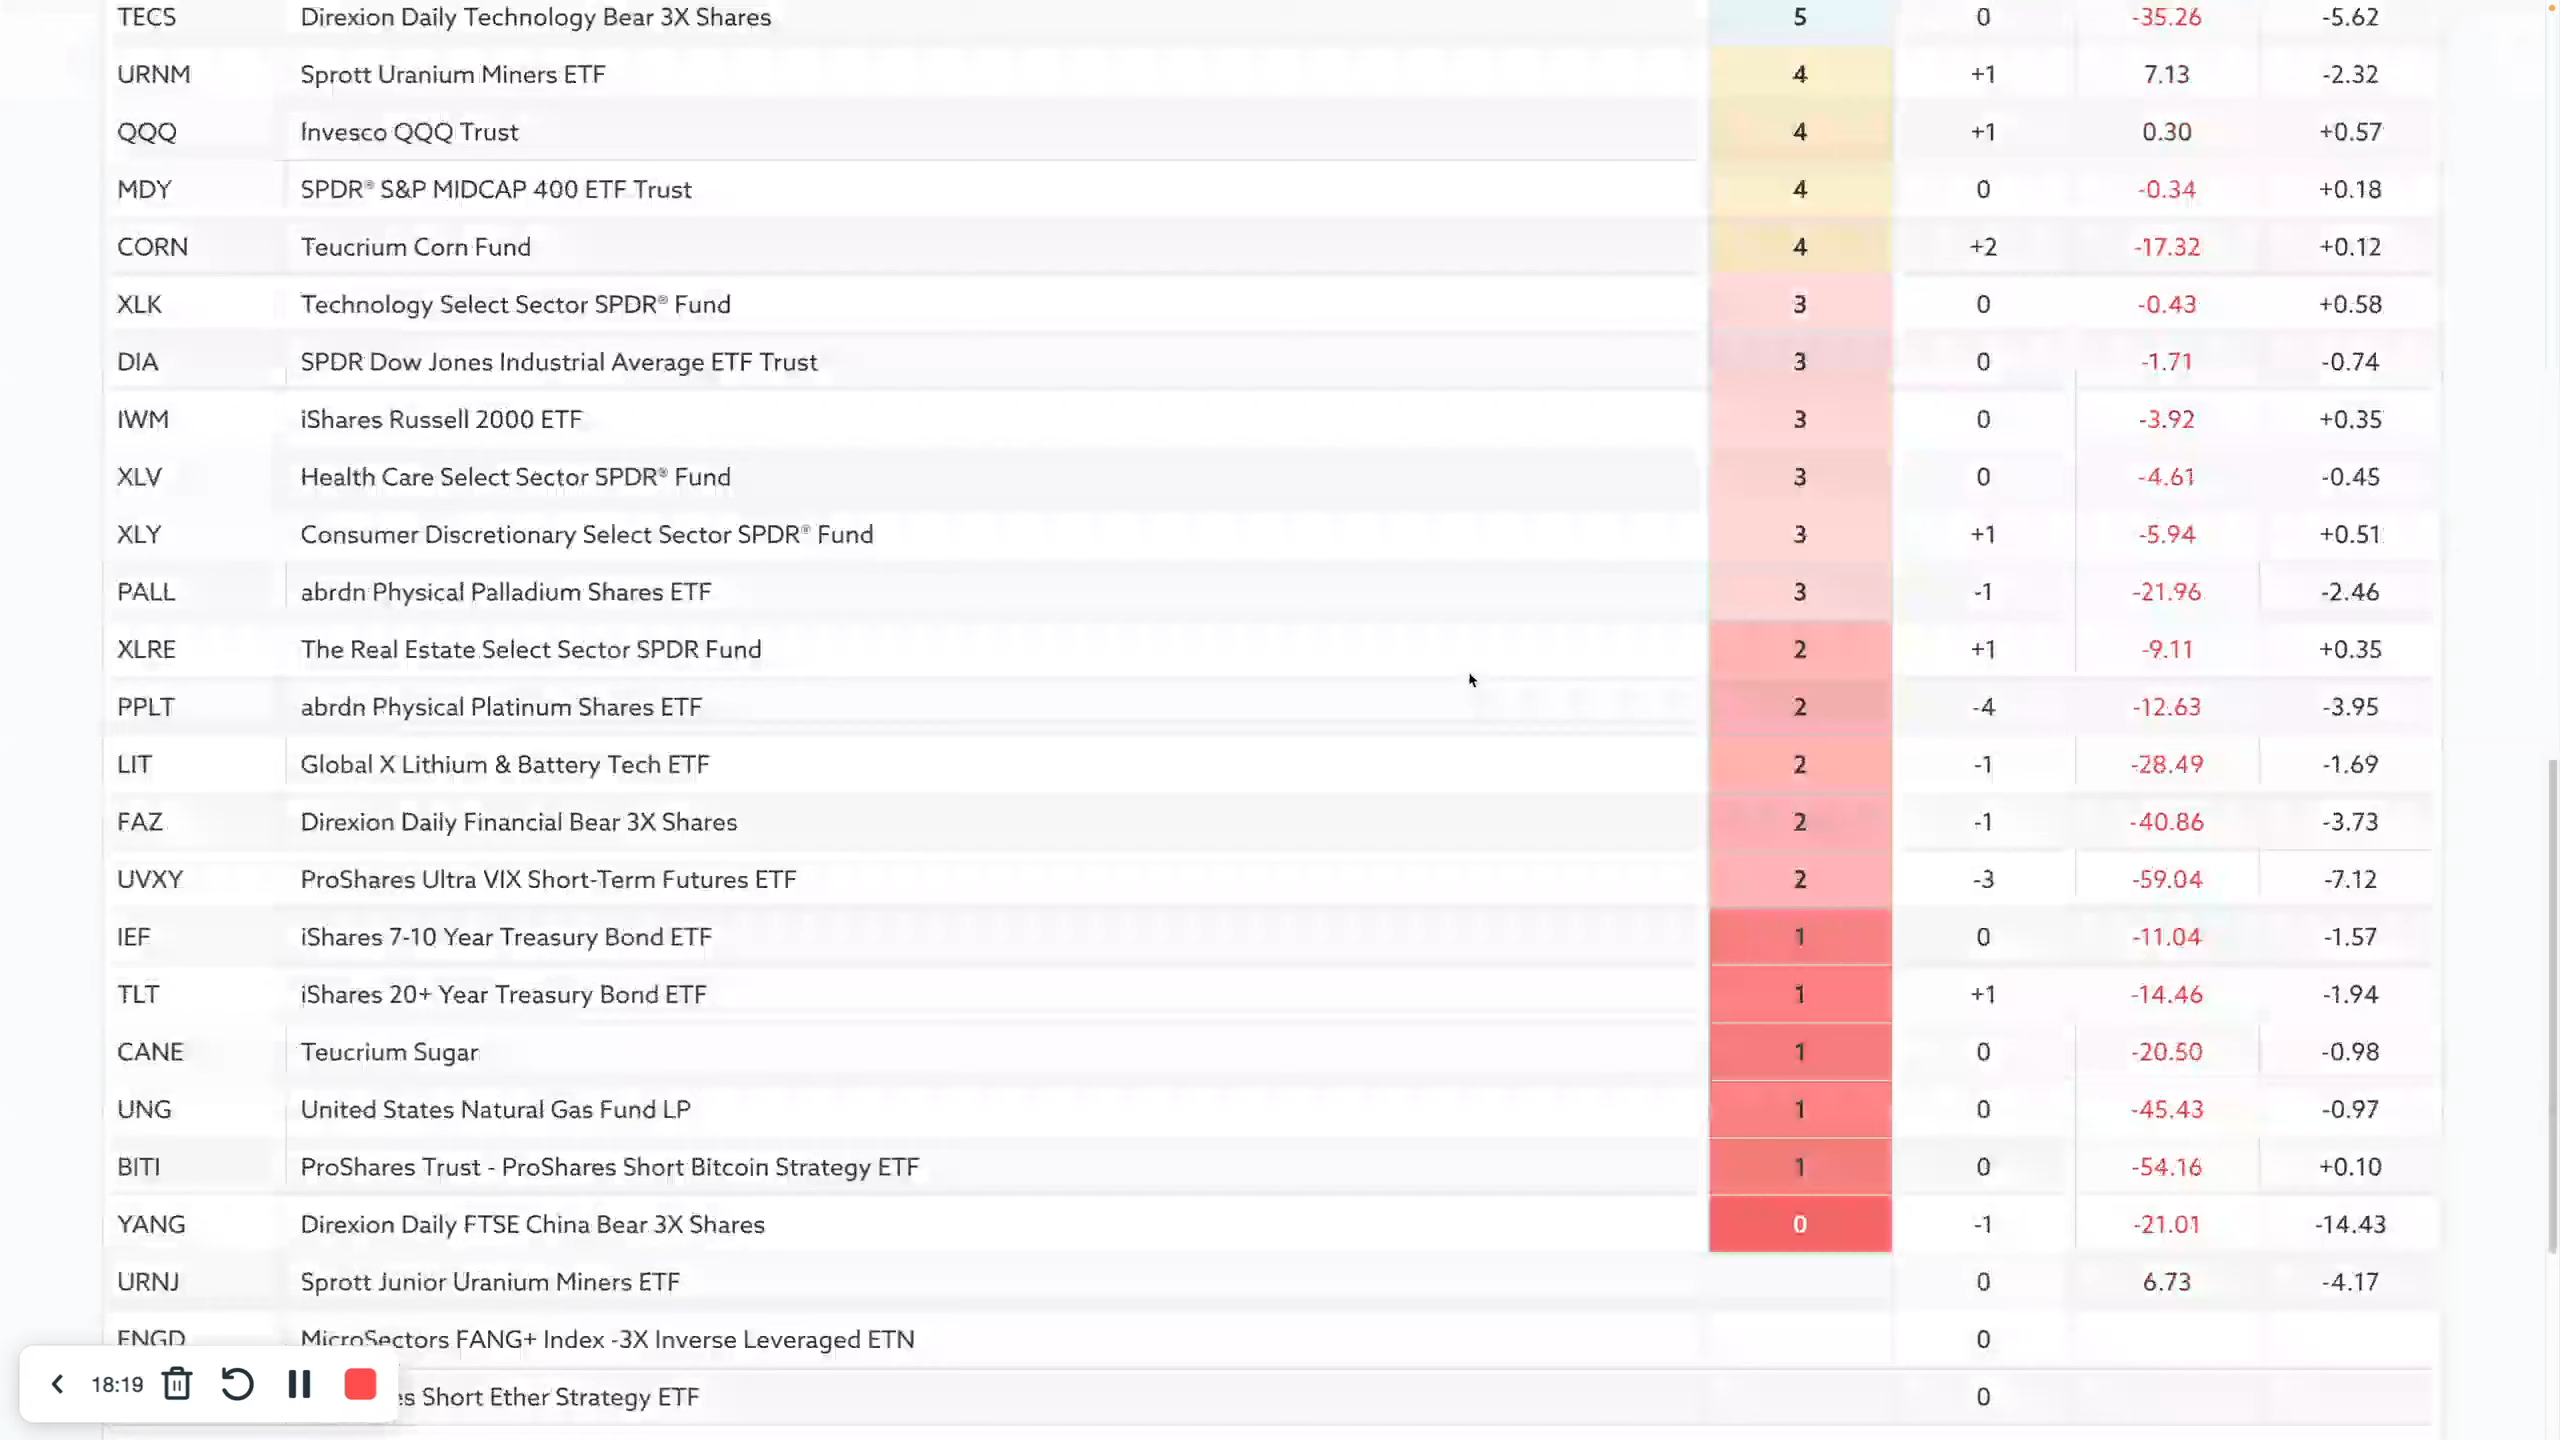 TECS Direxion Daily Technology Bear 3X Shares 5 0 -35.26 -5.62
URNM Sprott Uranium Miners ETF 4 +1 7.13 -2.32
QQQ Invesco QQQ Trust 4 +1 0.30 +0.57
MDY SPDR® S&P MIDCAP 400 ETF Trust 4 0 -0.34 +0.18
CORN Teucrium Corn Fund 4 +2 -17.32 +0.12
XLK Technology Select Sector SPDR® Fund 3 0 -0.43 +0.58
DIA SPDR Dow Jones Industrial Average ETF Trust 3 0 -1.71 -0.74
IWM iShares Russell 2000 ETF 3 0 -3.92 +0.35
XLV Health Care Select Sector SPDR® Fund 3 0 -4.61 -0.45
XLY Consumer Discretionary Select Sector SPDR® Fund 3 +1 -5.94 +0.51
PALL abrdn Physical Palladium Shares ETF 3 -1 -21.96 -2.46
XLRE The Real Estate Select Sector SPDR Fund 2 +1 -9.11 +0.35
PPLT abrdn Physical Platinum Shares ETF 2 -4 -12.63 -3.95
LIT Global X Lithium & Battery Tech ETF 2 -1 -28.49 -1.69
FAZ Direxion Daily Financial Bear 3X Shares 2 -1 -40.86 -3.73
UVXY ProShares Ultra VIX Short-Term Futures ETF 2 -3 -59.04 -7.12
IEF iShares 7-10 Year Treasury Bond ETF 1 0 -11.04 -1.57
TLT iShares 20+ Year Treasury Bond ETF 1 +1 -14.46 -1.94
CANE Teucrium Sugar 1 0 -20.50 -0.98
UNG United States Natural Gas Fund LP 1 0 -45.43 -0.97
BITI ProShares Trust - ProShares Short Bitcoin Strategy ETF 1 0 -54.16 +0.10
YANG Direxion Daily FTSE China Bear 3X Shares 0 -1 -21.01 -14.43
URNJ Sprott Junior Uranium Miners ETF 0 6.73 -4.17
FNGD MicroSectors FANG+ Index -3X Inverse Leveraged ETN 0
18:19
es Short Ether Strategy ETF 0